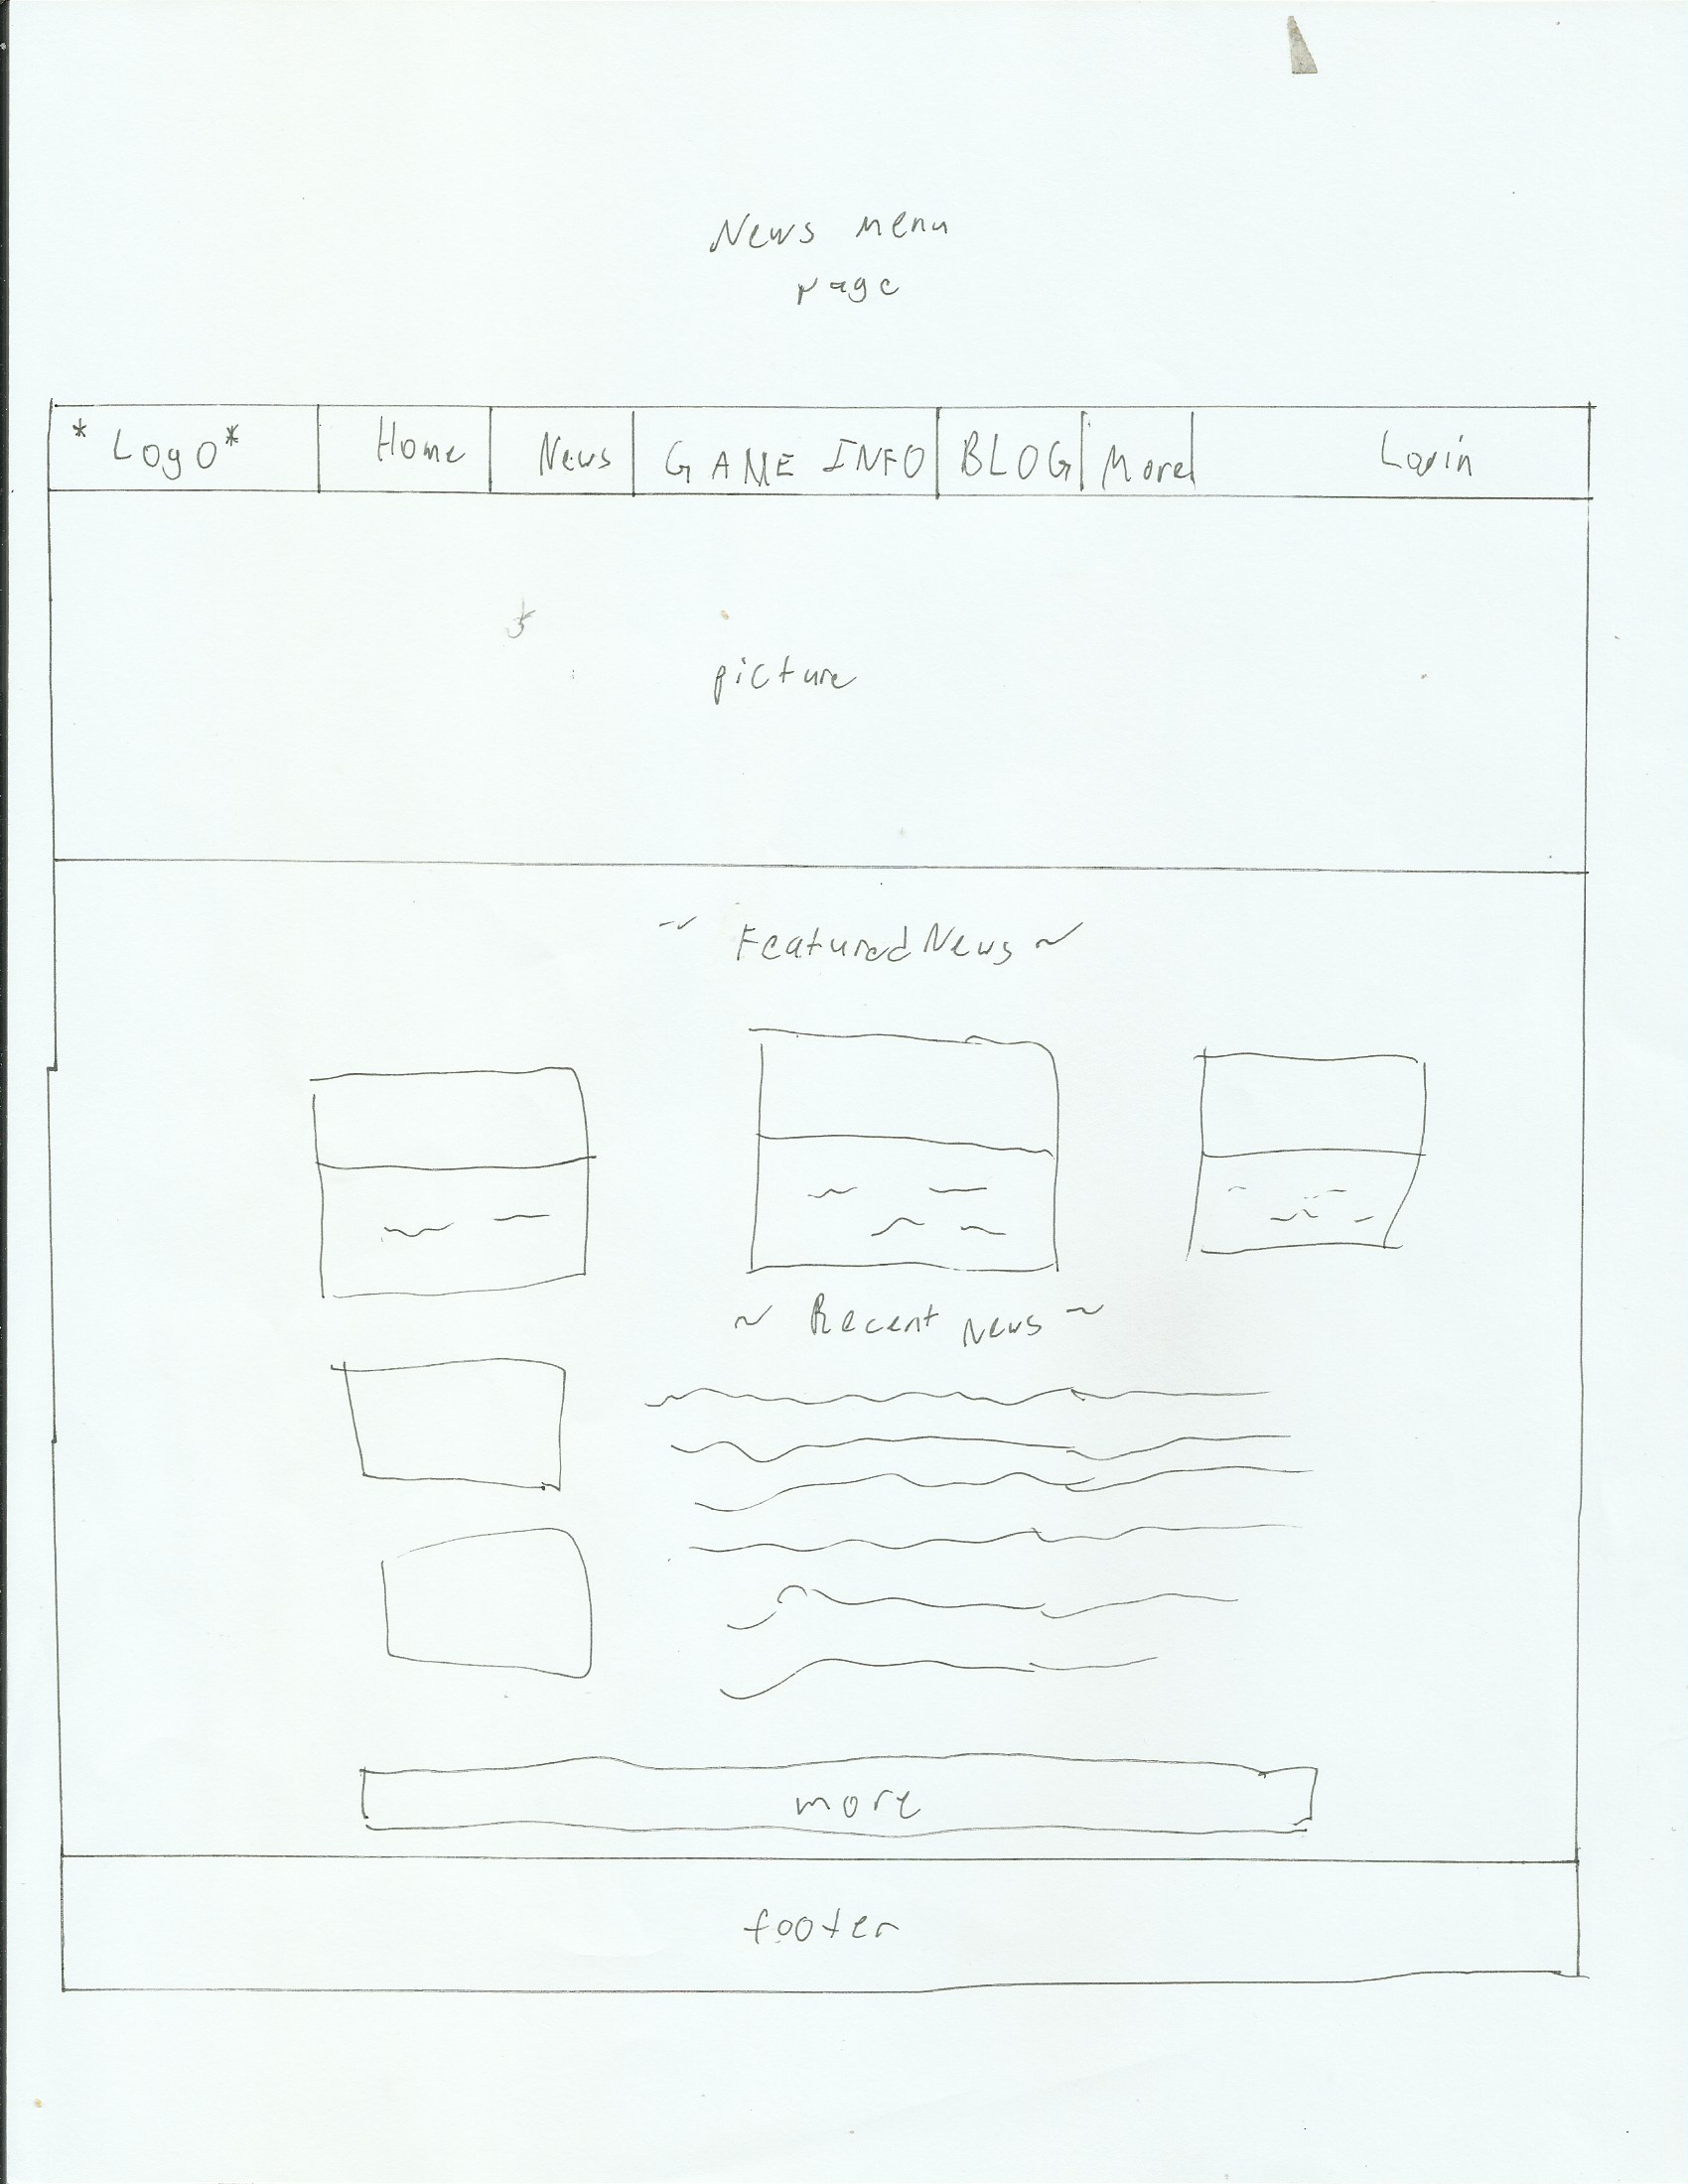 News menu
page
* Logo* Home News GAME INFO BLOG More Login
picture
~ Featured News ~
~ Recent News ~
more
footer